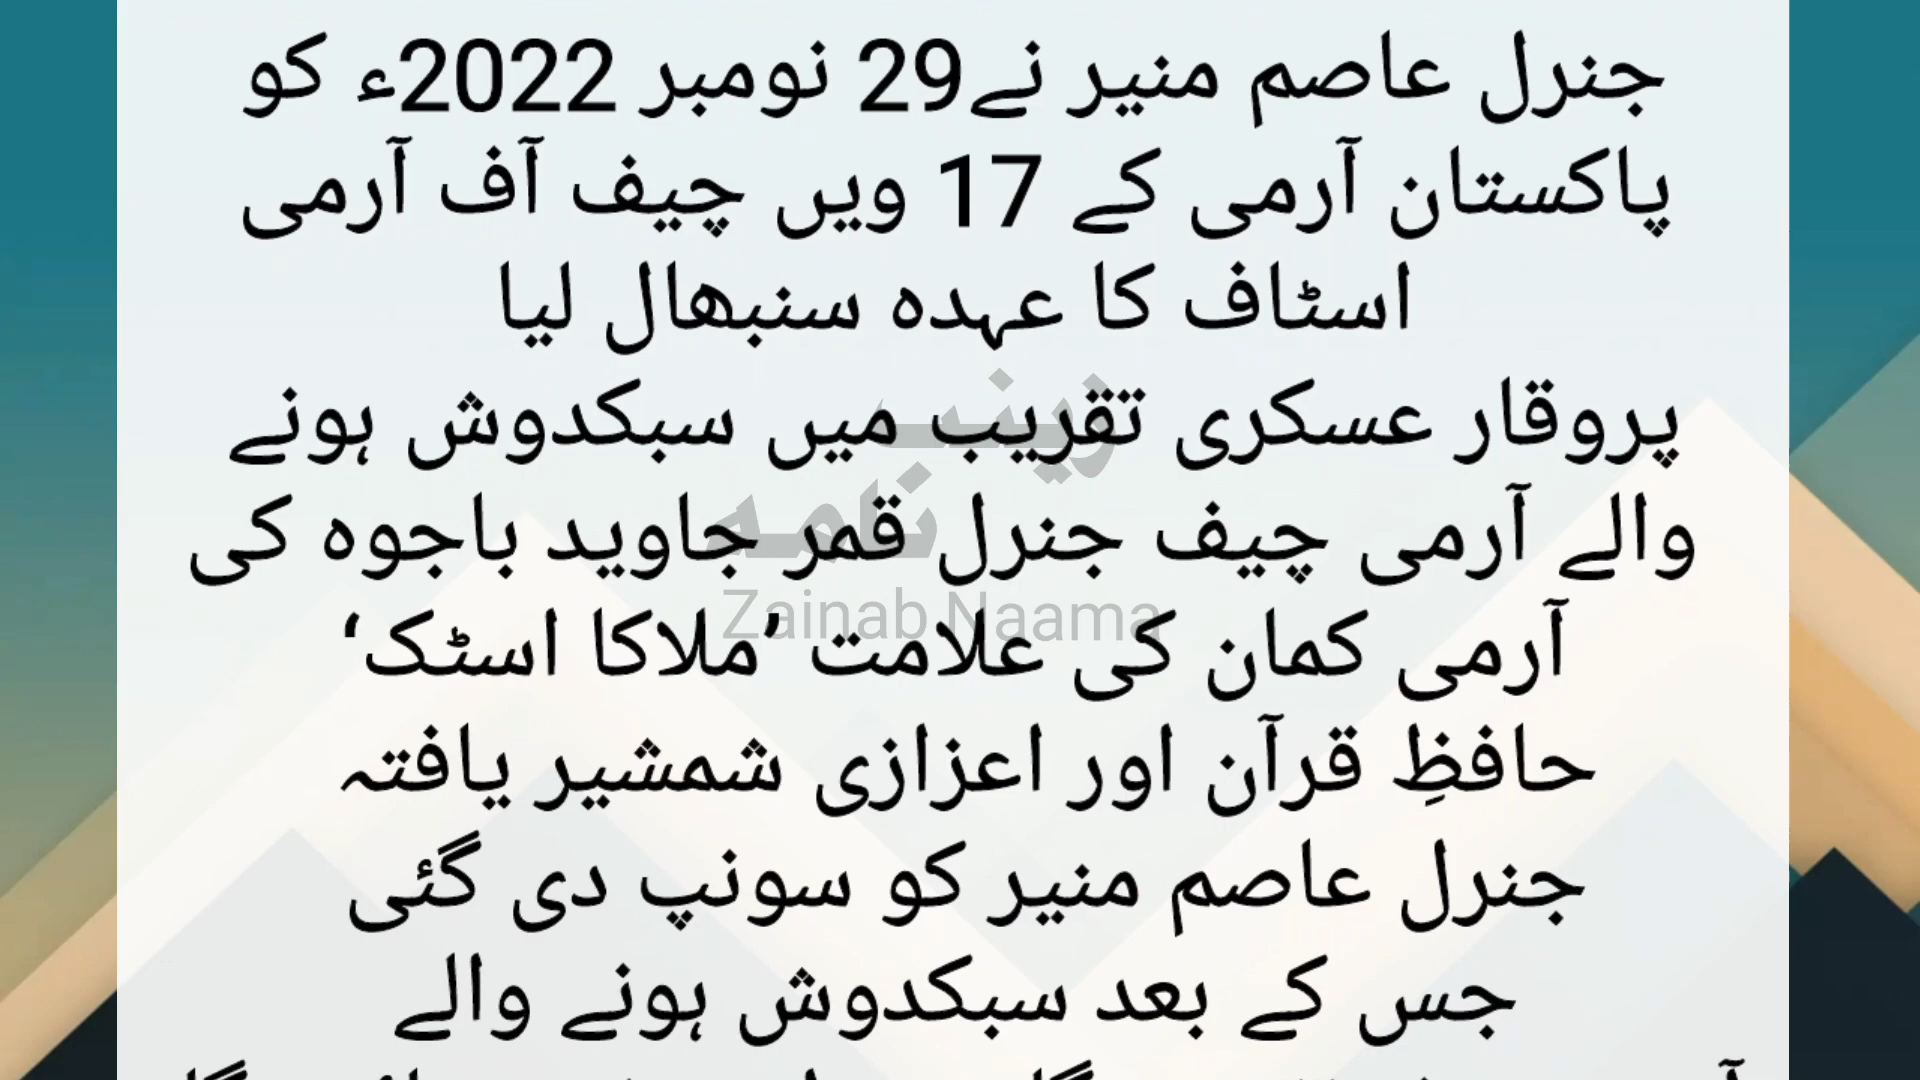 جنرل عاصم منیر نے29 نومبر 2022ء کو
پاکستان آرمی کے 17 ویں چیف آف آرمی
اسٹاف کا عہدہ سنبھال لیا
پروقار عسکری تقریب میں سبکدوش ہونے
والے آرمی چیف جنرل قمر جاوید باجوہ کی
آرمی کمان کی علامت ’ملاکا اسٹک‘
حافظِ قرآن اور اعزازی شمشیر یافتہ
جنرل عاصم منیر کو سونپ دی گئی
جس کے بعد سبکدوش ہونے والے
زینب نامہ
Zainab Naama